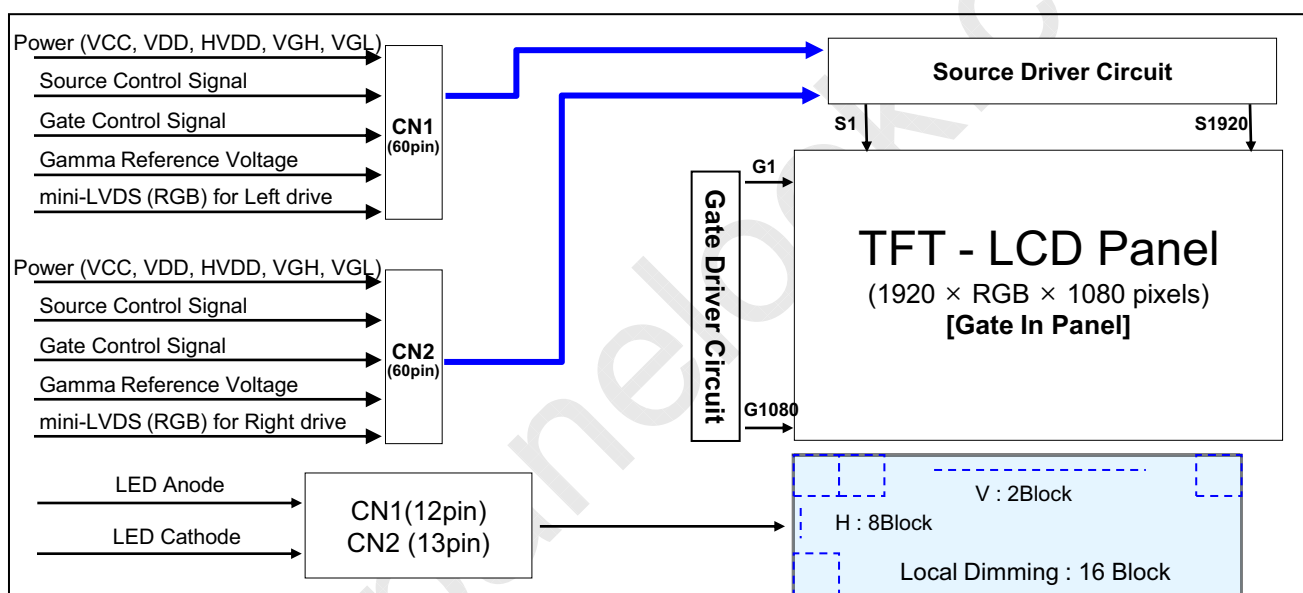 Power (VCC, VDD, HVDD, VGH, VGL)
Source Control Signal
Gate Control Signal
Gamma Reference Voltage
mini-LVDS (RGB) for Left drive
CN1
(60pin)
Source Driver Circuit
S1
S1920
G1
Gate Driver Circuit
G1080
TFT - LCD Panel
(1920 × RGB × 1080 pixels)
[Gate In Panel]
Power (VCC, VDD, HVDD, VGH, VGL)
Source Control Signal
Gate Control Signal
Gamma Reference Voltage
mini-LVDS (RGB) for Right drive
CN2
(60pin)
LED Anode
LED Cathode
CN1(12pin)
CN2 (13pin)
V : 2Block
H : 8Block
Local Dimming : 16 Block